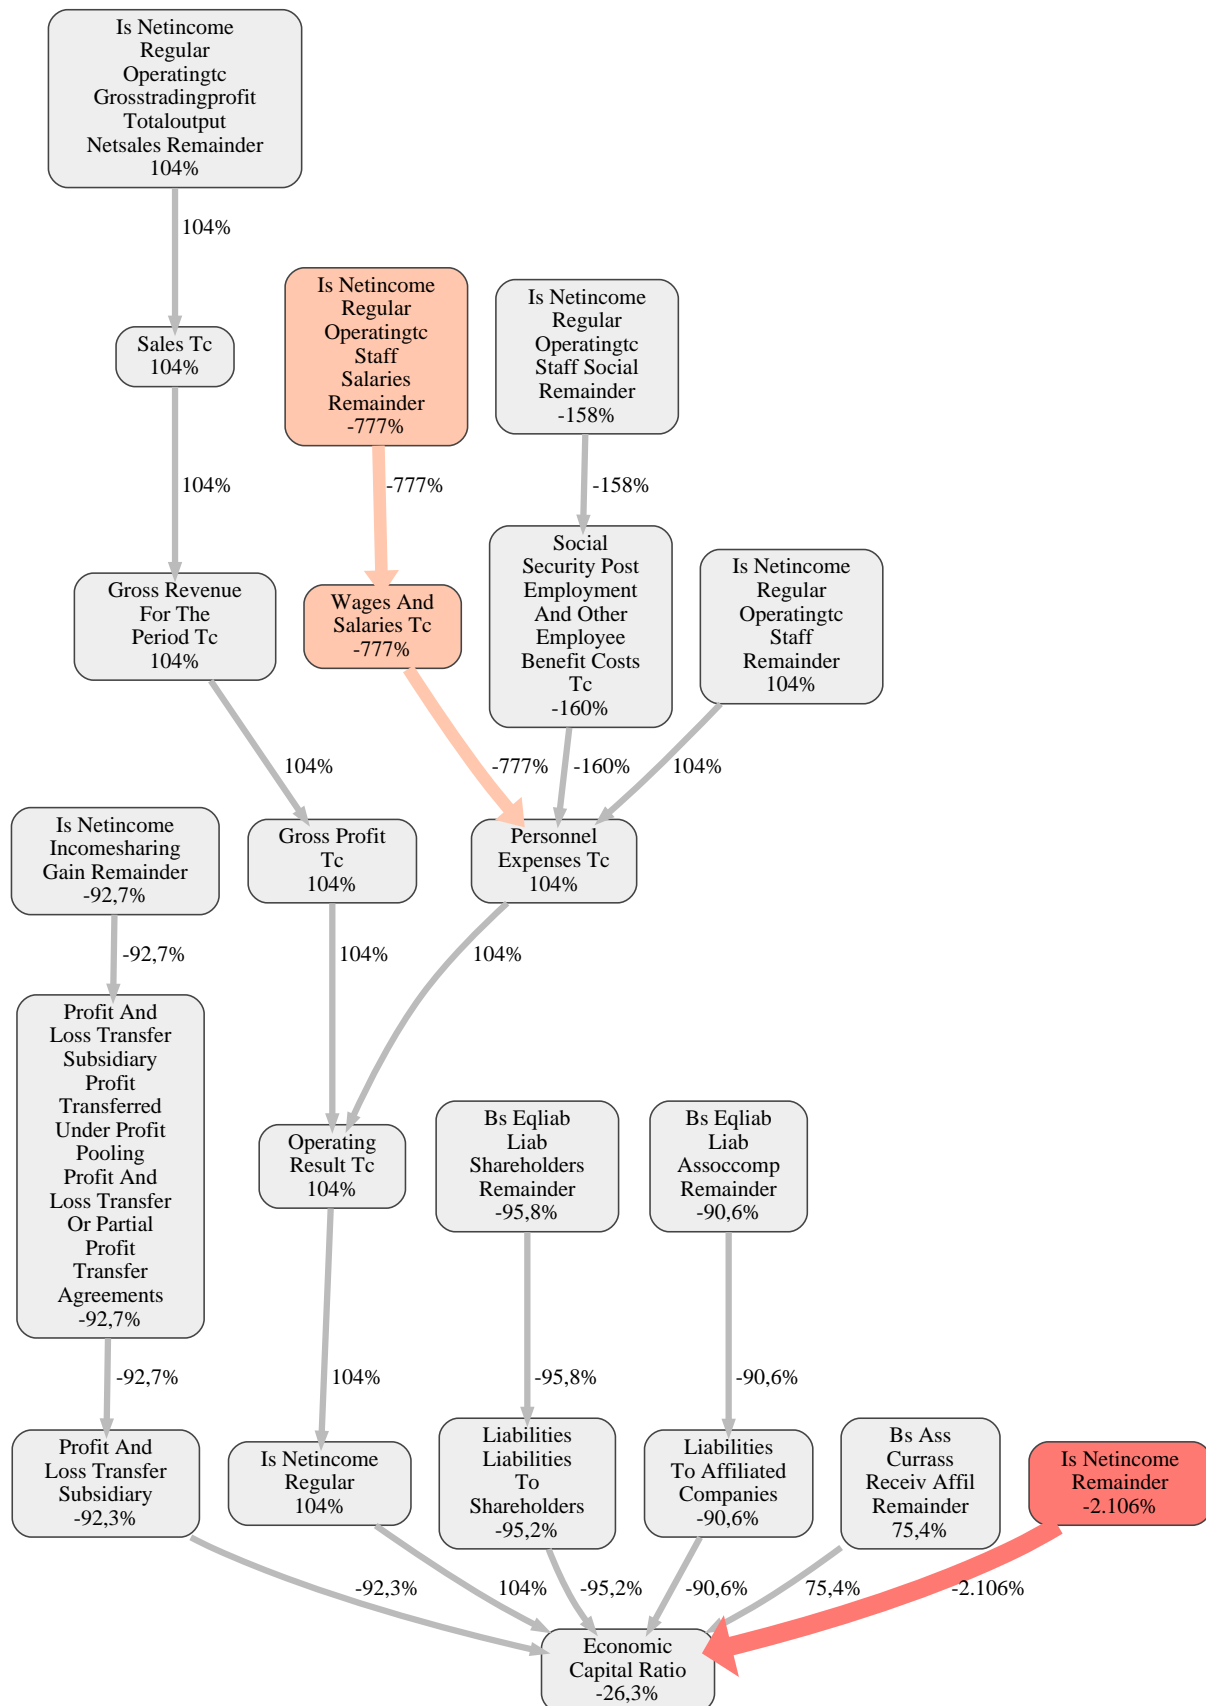 Is Netincome
Regular
Operatingtc
Grosstradingprofit
Totaloutput
Netsales Remainder
104%
104%
Is Netincome
Regular
Operatingtc
Staff
Salaries
Remainder
-777%
Is Netincome
Regular
Operatingtc
Staff Social
Remainder
-158%
Sales Tc
104%
104%
-777%
-158%
Social
Security Post
Employment
And Other
Employee
Benefit Costs
Tc
-160%
Is Netincome
Regular
Operatingtc
Staff
Remainder
104%
Gross Revenue
For The
Period Tc
104%
Wages And
Salaries Tc
-777%
104%
-777%
-160%
104%
Is Netincome
Incomesharing
Gain Remainder
-92,7%
Gross Profit
Tc
104%
Personnel
Expenses Tc
104%
-92,7%
104%
104%
Profit And
Loss Transfer
Subsidiary
Profit
Transferred
Under Profit
Pooling
Profit And
Loss Transfer
Or Partial
Profit
Transfer
Agreements
-92,7%
Operating
Result Tc
104%
Bs Eqliab
Liab
Shareholders
Remainder
-95,8%
Bs Eqliab
Liab
Assoccomp
Remainder
-90,6%
-92,7%
104%
-95,8%
-90,6%
Profit And
Loss Transfer
Subsidiary
-92,3%
Is Netincome
Regular
104%
Liabilities
Liabilities
To
Shareholders
-95,2%
Liabilities
To Affiliated
Companies
-90,6%
Bs Ass
Currass
Receiv Affil
Remainder
75,4%
Is Netincome
Remainder
-2.106%
-92,3%
104%
-95,2%
-90,6%
75,4%
-2.106%
Economic
Capital Ratio
-26,3%